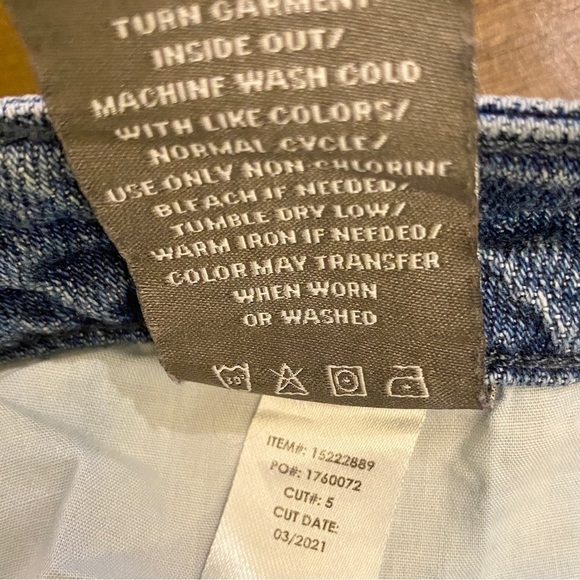 TURN GARMENT
INSIDE OUT/
MACHINE WASH COLD
WITH LIKE COLORS/
NORMAL CYCLE/
USE ONLY NON-CHLORINE
BLEACH IF NEEDED/
TUMBLE DRY LOW/
WARM IRON IF NEEDED/
COLOR MAY TRANSFER
WHEN WORN
OR WASHED
30°
ITEM#: 15222889
PO#: 1760072
CUT#: 5
CUT DATE:
03/2021